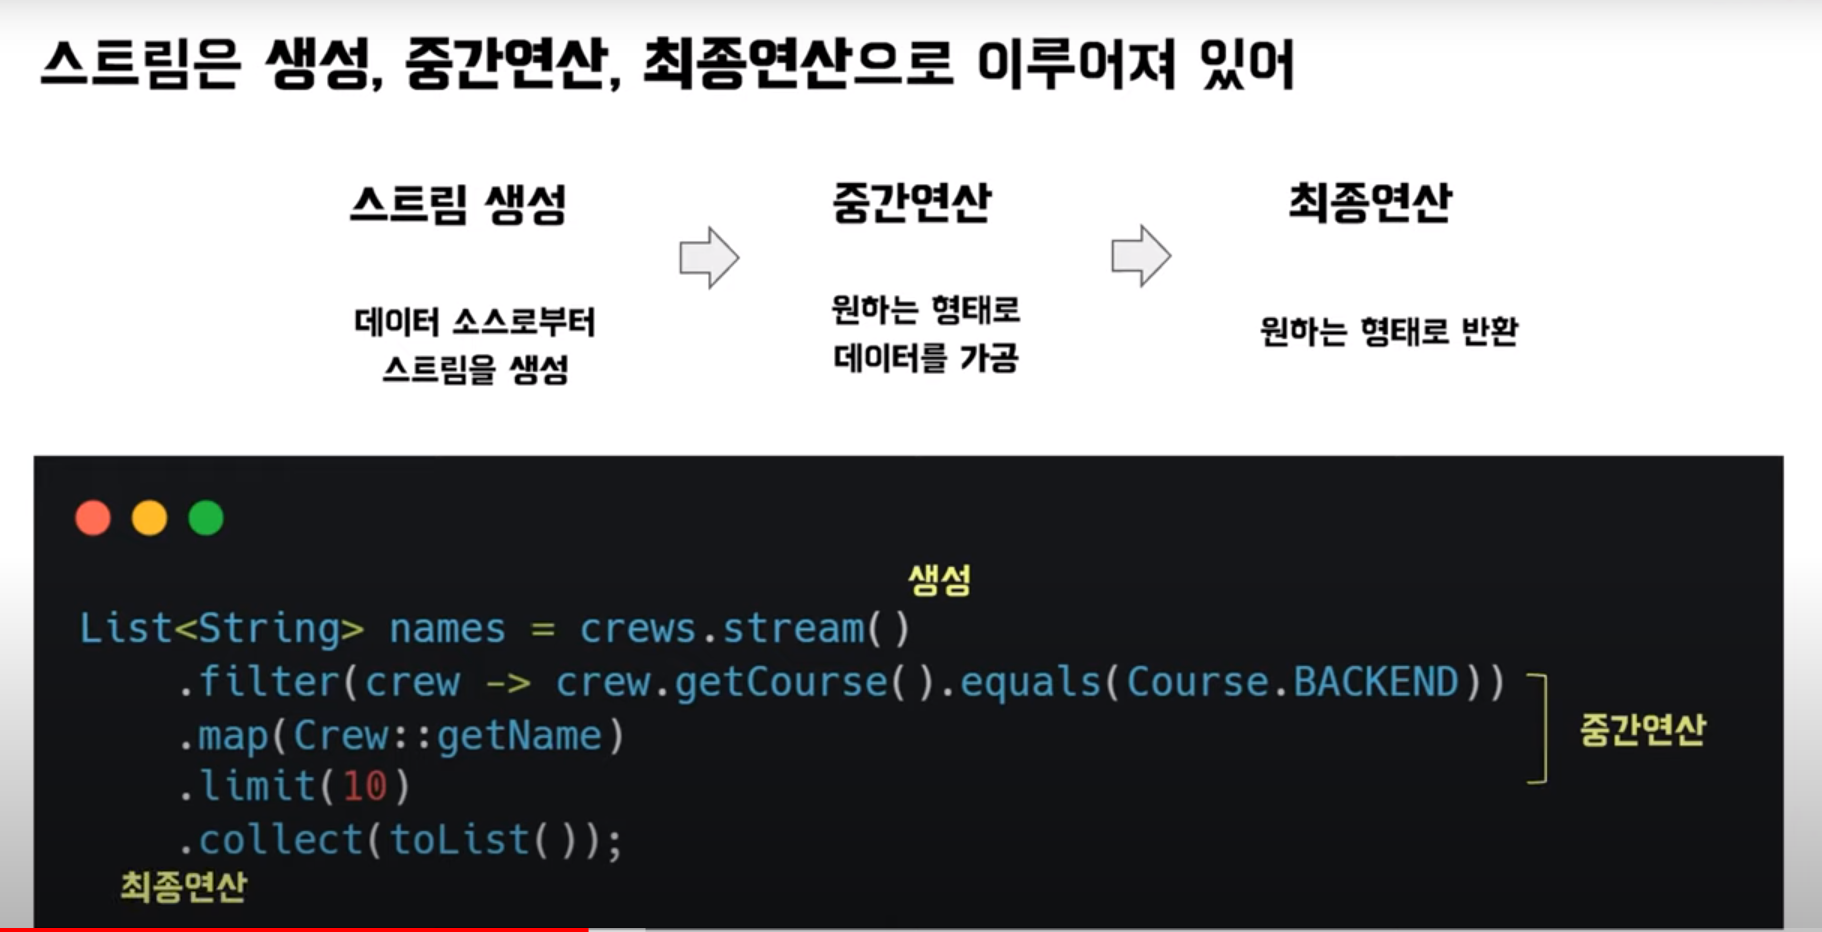 스트림은 생성, 중간연산, 최종연산으로 이루어져 있어
스트림 생성
데이터 소스로부터
스트림을 생성
중간연산
원하는 형태로
데이터를 가공
최종연산
원하는 형태로 반환
생성
List<String> names = crews.stream()
.filter(crew -> crew.getCourse().equals(Course.BACKEND))
.map(Crew::getName)
.limit(10)
.collect(toList());
중간연산
최종연산